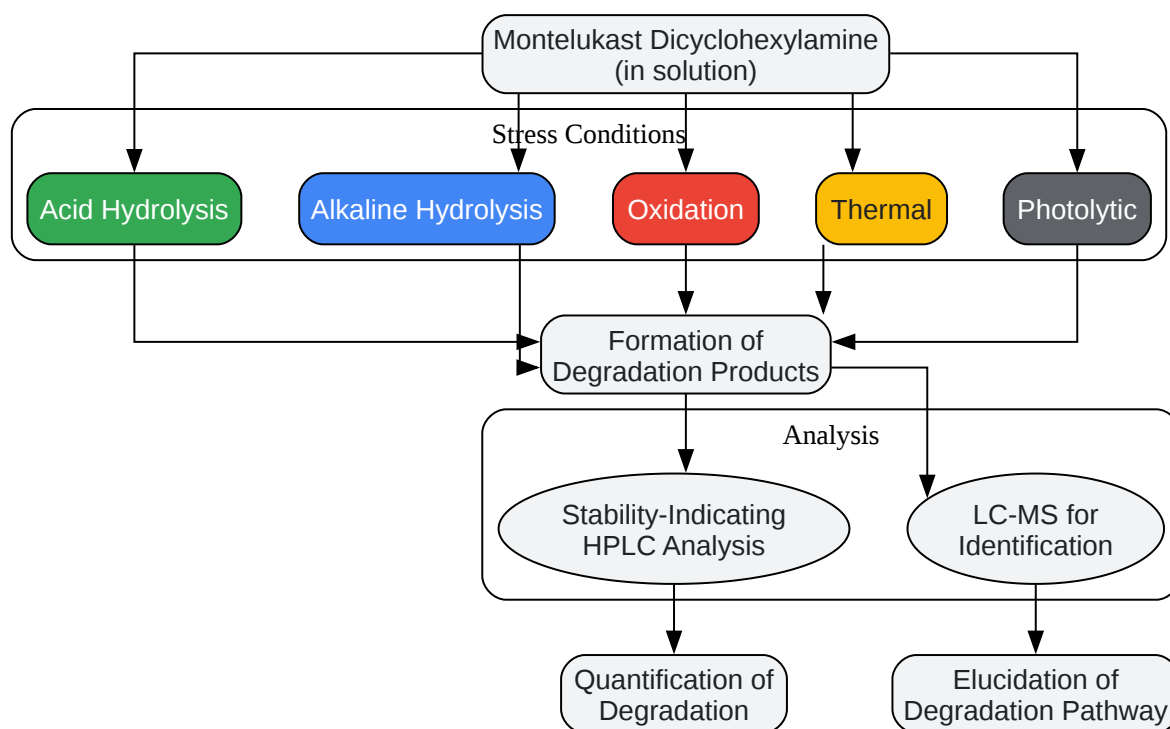 Montelukast Dicyclohexylamine
(in solution)
Stress Conditions
Acid Hydrolysis
Alkaline Hydrolysis
Oxidation
Thermal
Photolytic
Formation of
Degradation Products
Analysis
Stability-Indicating
HPLC Analysis
LC-MS for
Identification
Quantification of
Degradation
Elucidation of
Degradation Pathway